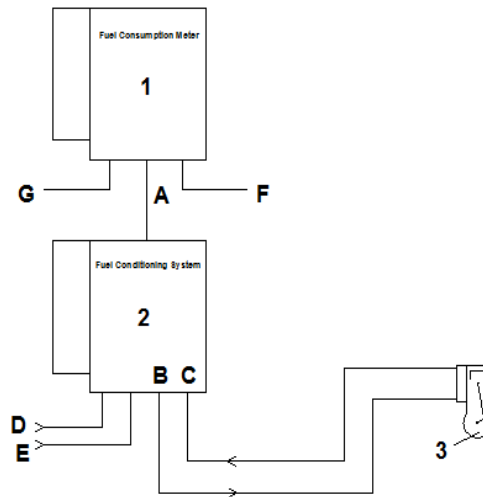 Fuel Consumption Meter
1
G
A
F
Fuel Conditioning System
2
B C
D
E
3